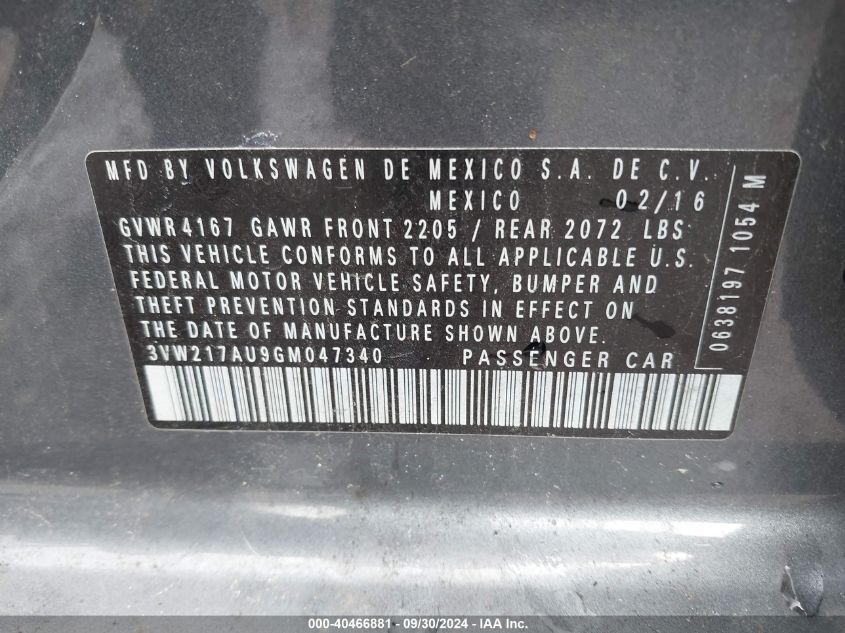 MFD BY VOLKSWAGEN DE MEXICO S.A. DE C.V.
MEXICO 02/16
GVWR 4167 GAWR FRONT 2205 / REAR 2072 LBS
THIS VEHICLE CONFORMS TO ALL APPLICABLE U.S.
FEDERAL MOTOR VEHICLE SAFETY, BUMPER AND
THEFT PREVENTION STANDARDS IN EFFECT ON
THE DATE OF MANUFACTURE SHOWN ABOVE.
3VW217AU9GM047340 PASSENGER CAR
0638197 1054 M
000-40466881 - 09/30/2024 - IAA Inc.